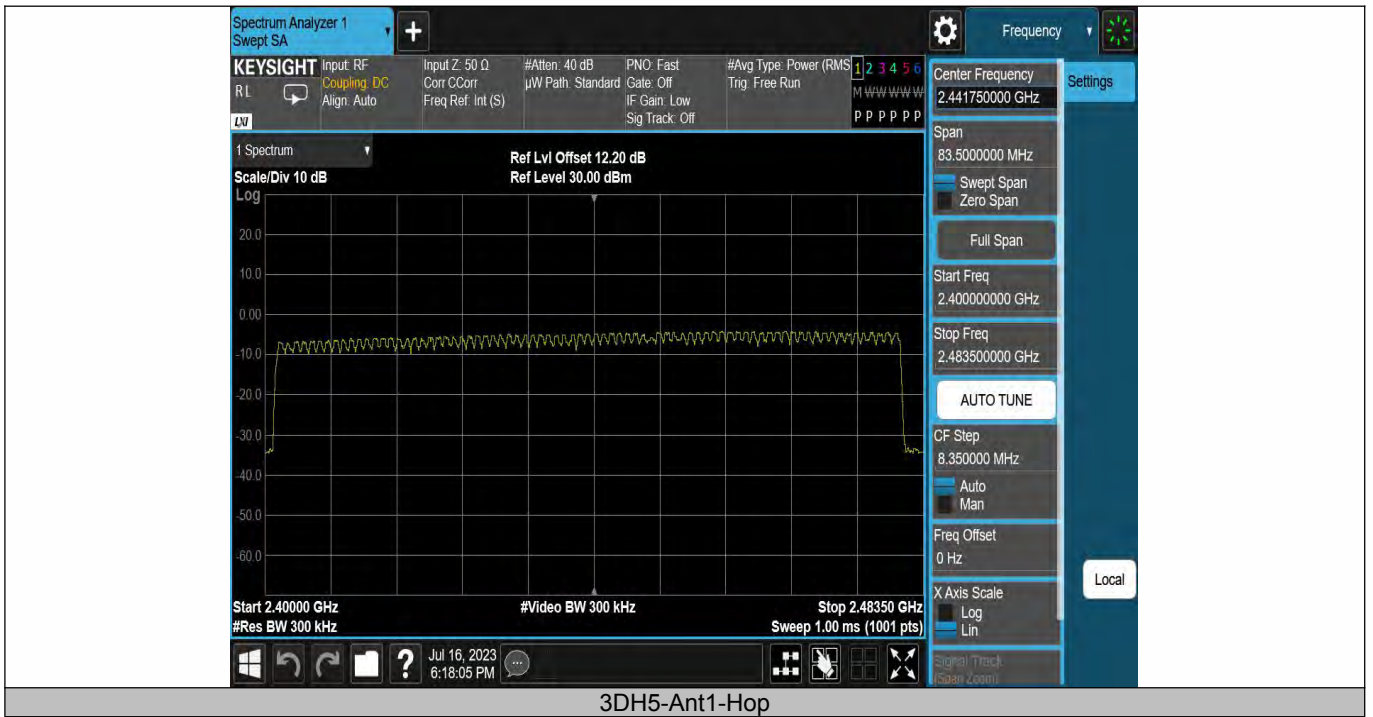 Spectrum Analyzer 1
Swept SA
+
Frequency
KEYSIGHT
RL
LXI
Input: RF
Coupling: DC
Align: Auto
Input Z: 50 Ω
Corr CCorr
Freq Ref: Int (S)
#Atten: 40 dB
µW Path: Standard
PNO: Fast
Gate: Off
IF Gain: Low
Sig Track: Off
#Avg Type: Power (RMS
Trig: Free Run
1 2 3 4 5 6
M W W W W W
P P P P P P
1 Spectrum
Scale/Div 10 dB
Ref Lvl Offset 12.20 dB
Ref Level 30.00 dBm
Log
20.0
10.0
0.00
-10.0
-20.0
-30.0
-40.0
-50.0
-60.0
Start 2.40000 GHz
#Res BW 300 kHz
#Video BW 300 kHz
Stop 2.48350 GHz
Sweep 1.00 ms (1001 pts)
Center Frequency
2.441750000 GHz
Settings
Span
83.5000000 MHz
Swept Span
Zero Span
Full Span
Start Freq
2.400000000 GHz
Stop Freq
2.483500000 GHz
AUTO TUNE
CF Step
8.350000 MHz
Auto
Man
Freq Offset
0 Hz
X Axis Scale
Log
Lin
Local
Signal Track
(Span Zoom)
?
Jul 16, 2023
6:18:05 PM
3DH5-Ant1-Hop